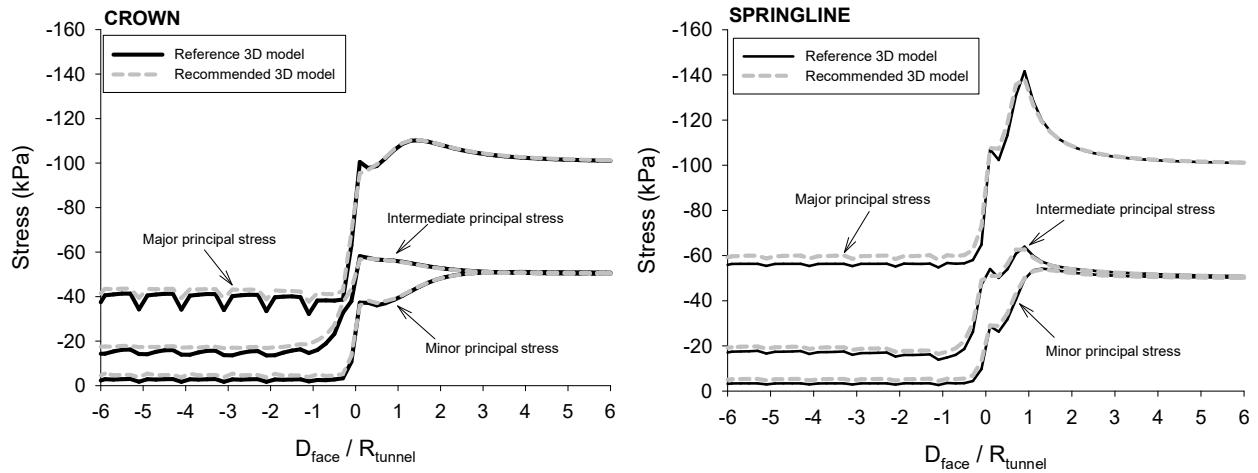 CROWN
Reference 3D model
Recommended 3D model
Stress (kPa)
-160
-140
-120
-100
-80
-60
-40
-20
0
Intermediate principal stress
Major principal stress
Minor principal stress
-6 -5 -4 -3 -2 -1 0 1 2 3 4 5 6
D_face / R_tunnel
SPRINGLINE
Reference 3D model
Recommended 3D model
Stress (kPa)
-160
-140
-120
-100
-80
-60
-40
-20
0
Major principal stress
Intermediate principal stress
Minor principal stress
-6 -5 -4 -3 -2 -1 0 1 2 3 4 5 6
D_face / R_tunnel